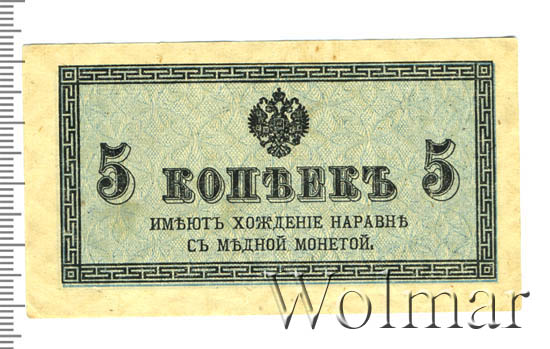 5 КОПѢЕКЪ 5
ИМѢЮТЪ ХОЖДЕНІЕ НАРАВНѢ
СЪ МѢДНОЙ МОНЕТОЙ.
Wolmar